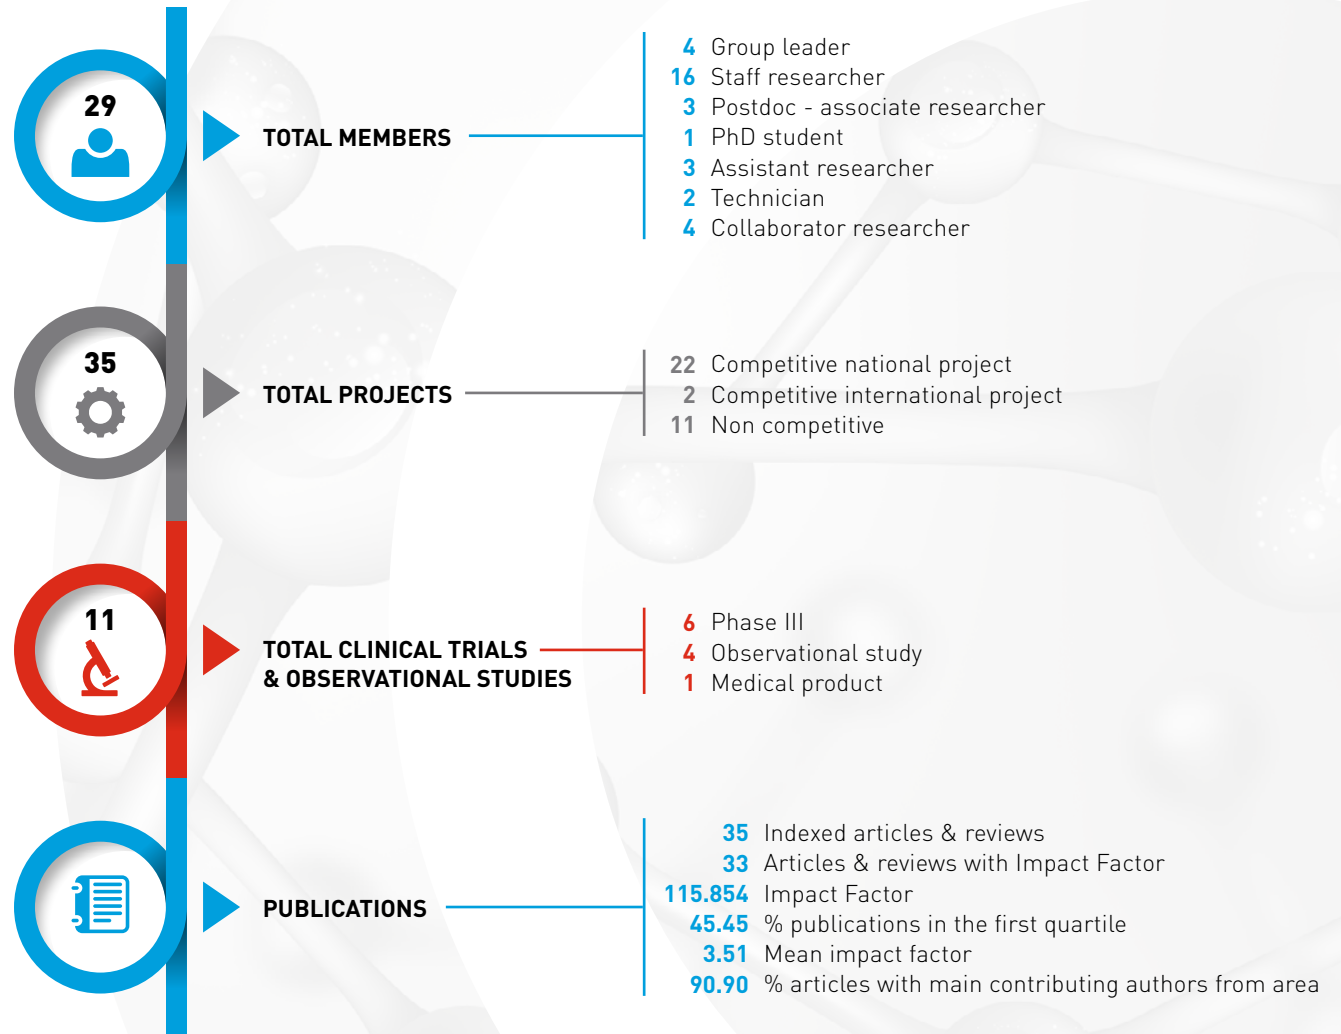 29
TOTAL MEMBERS
4 Group leader
16 Staff researcher
3 Postdoc - associate researcher
1 PhD student
3 Assistant researcher
2 Technician
4 Collaborator researcher
35
TOTAL PROJECTS
22 Competitive national project
2 Competitive international project
11 Non competitive
11
TOTAL CLINICAL TRIALS
& OBSERVATIONAL STUDIES
6 Phase III
4 Observational study
1 Medical product
PUBLICATIONS
35 Indexed articles & reviews
33 Articles & reviews with Impact Factor
115.854 Impact Factor
45.45 % publications in the first quartile
3.51 Mean impact factor
90.90 % articles with main contributing authors from area